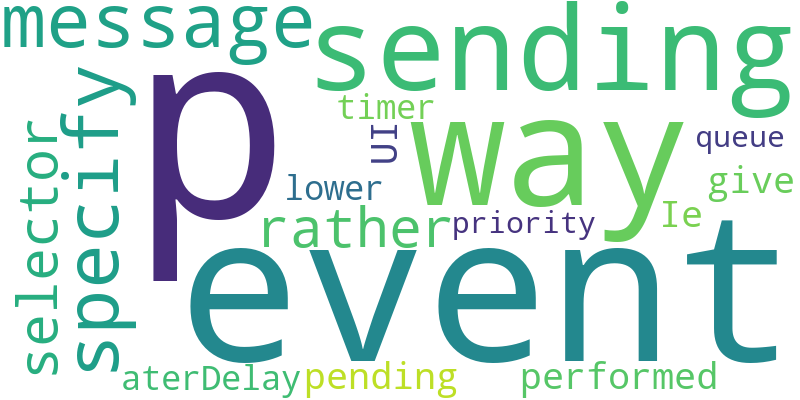 message
sending
p
specify
timer
way
UI
queue
selector
lower
give
rather
priority
Ie
event
aterDelay
pending
performed